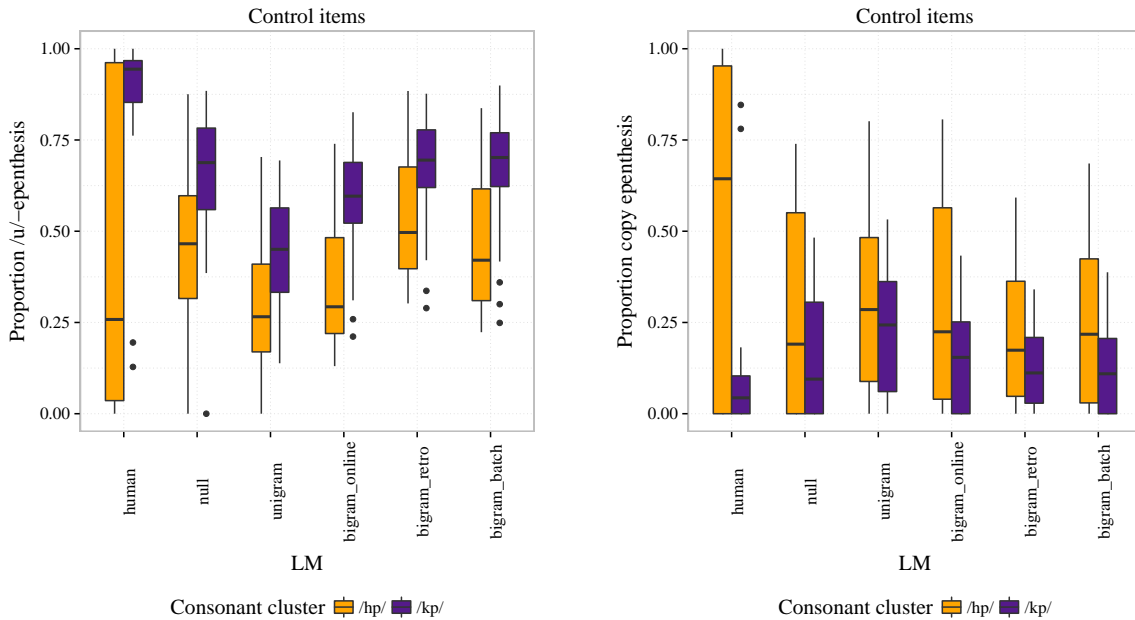 Control items
Proportion /u/−epenthesis
1.00
0.75
0.50
0.25
0.00
human
null
unigram
bigram_online
bigram_retro
bigram_batch
LM
Consonant cluster /hp/ /kp/
Control items
Proportion copy epenthesis
1.00
0.75
0.50
0.25
0.00
human
null
unigram
bigram_online
bigram_retro
bigram_batch
LM
Consonant cluster /hp/ /kp/